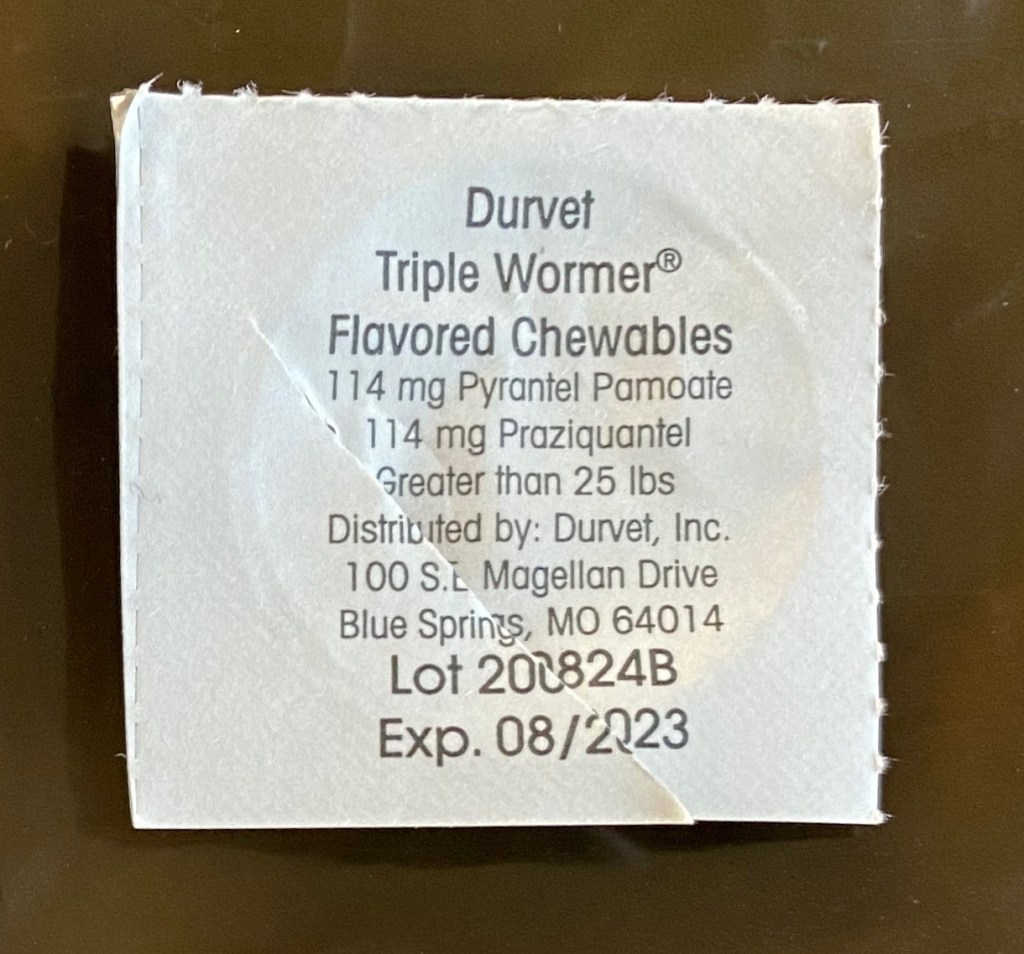 Durvet
Triple Wormer®
Flavored Chewables
114 mg Pyrantel Pamoate
114 mg Praziquantel
Greater than 25 lbs
Distributed by: Durvet, Inc.
100 S.E Magellan Drive
Blue Springs, MO 64014
Lot 200824B
Exp. 08/2023